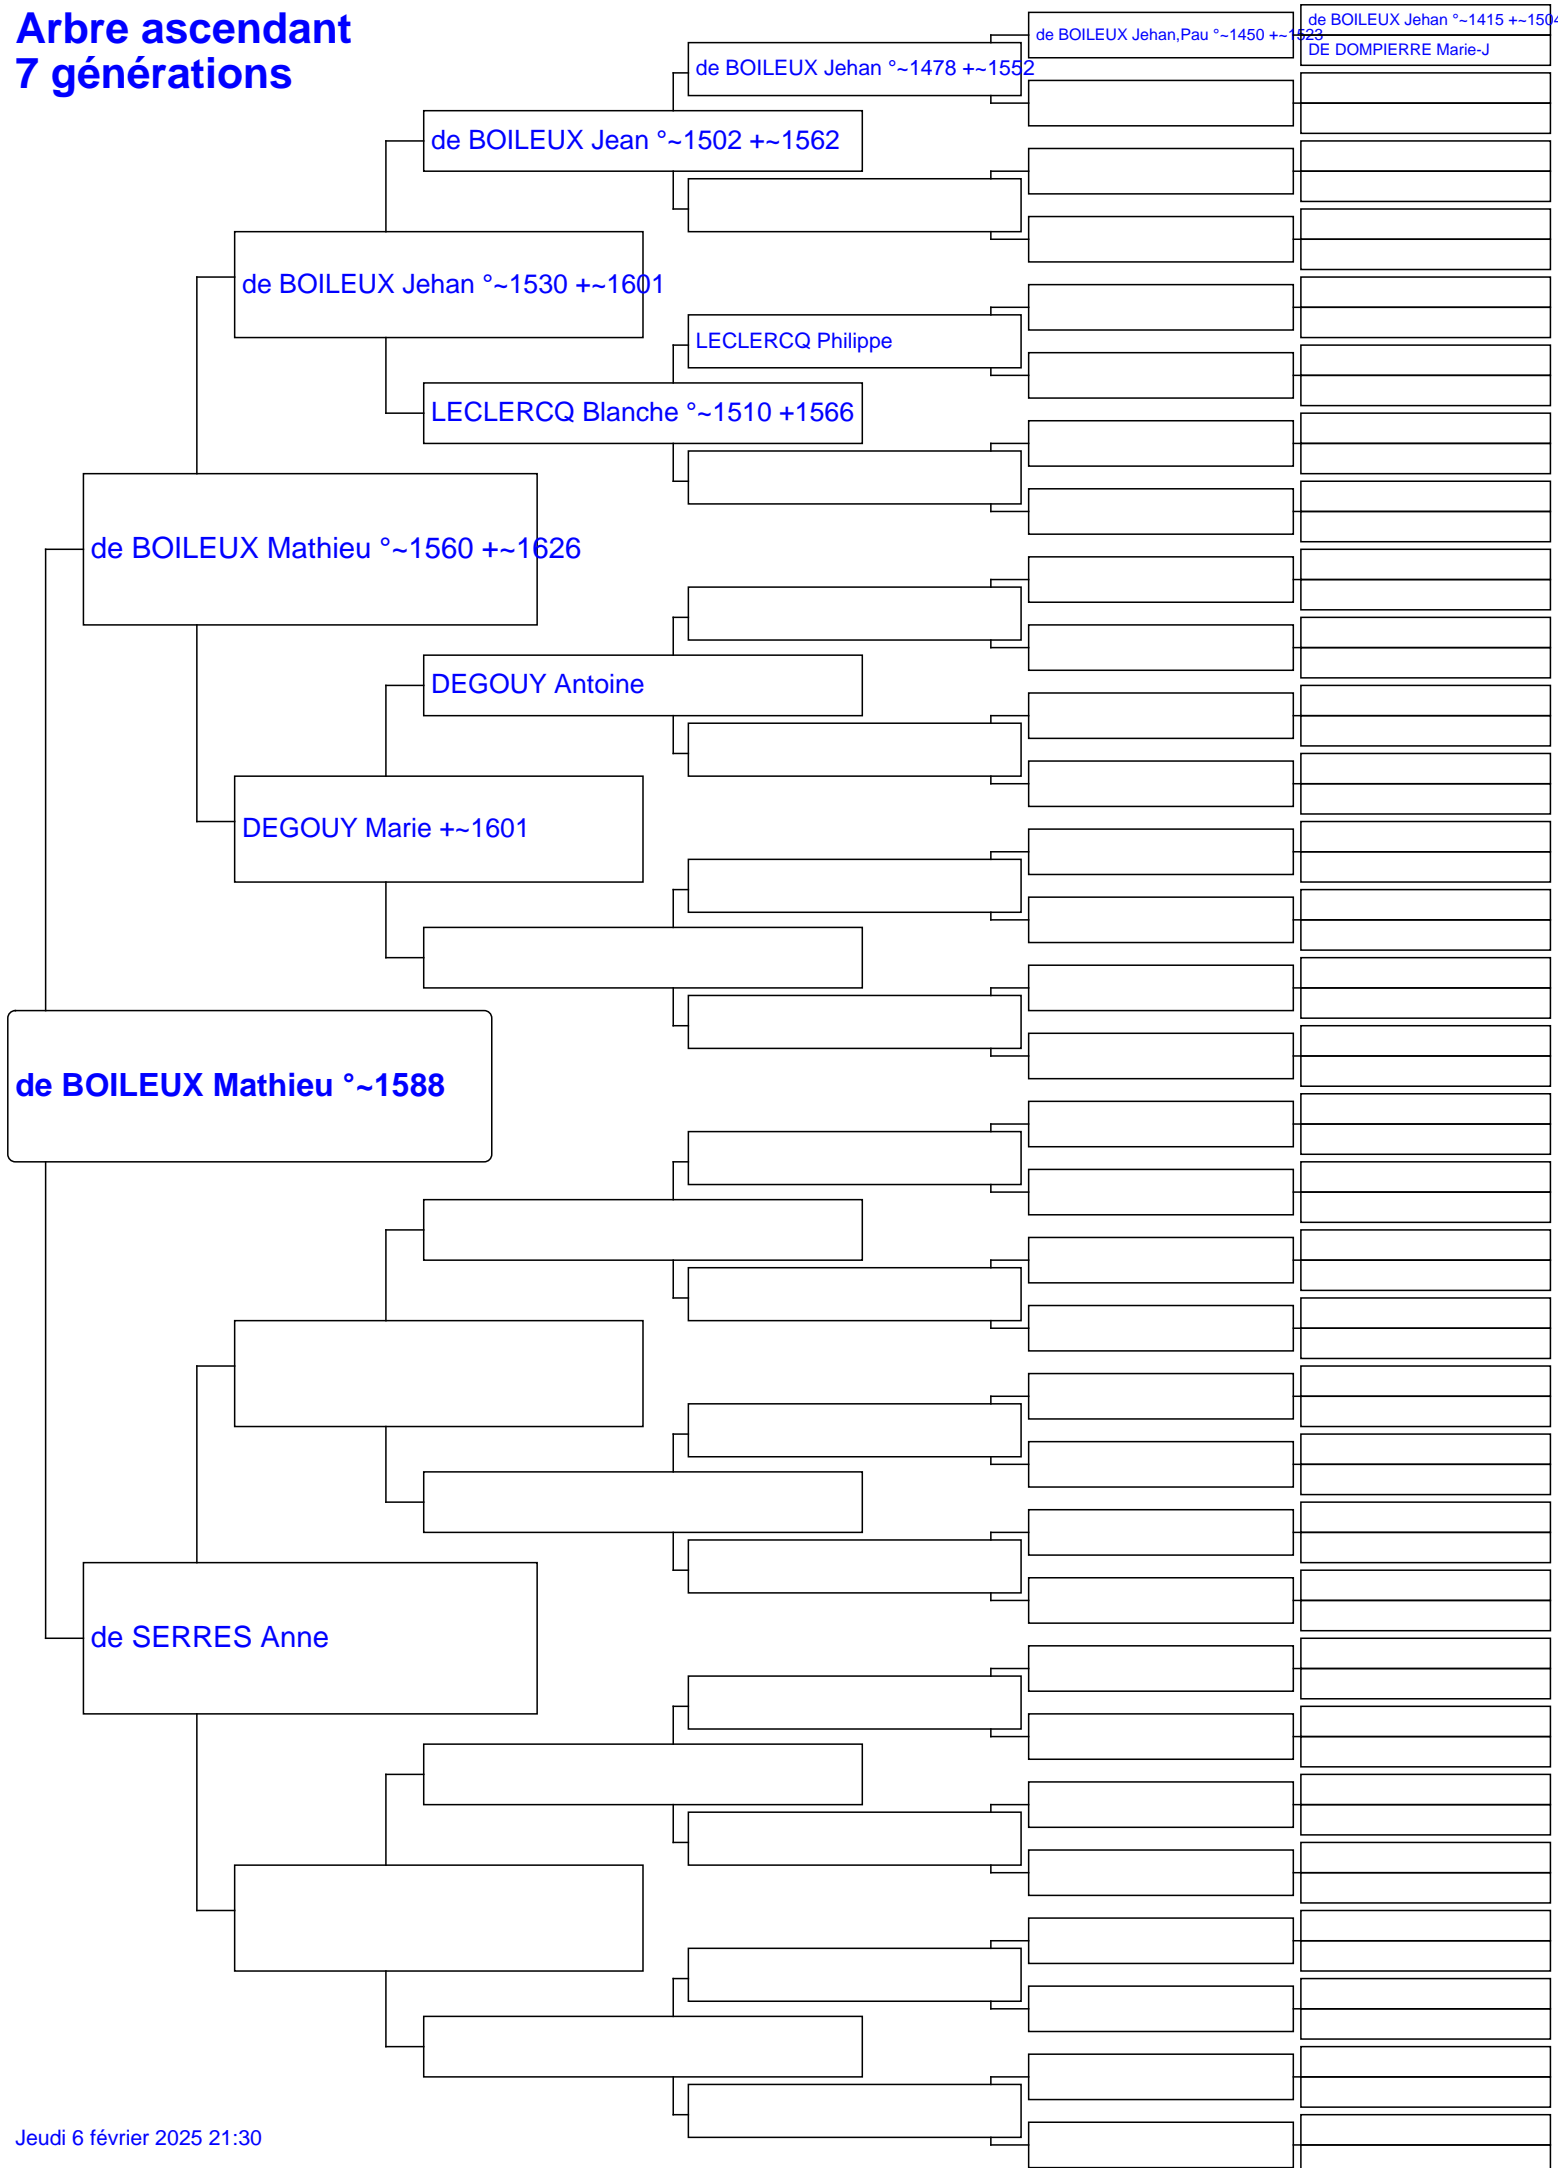 Arbre ascendant
7 générations
de BOILEUX Jehan °~1415 +~1504
de BOILEUX Jehan,Pau °~1450 +~1523
DE DOMPIERRE Marie-J
de BOILEUX Jehan °~1478 +~1552
de BOILEUX Jean °~1502 +~1562
de BOILEUX Jehan °~1530 +~1601
LECLERCQ Philippe
LECLERCQ Blanche °~1510 +1566
de BOILEUX Mathieu °~1560 +~1626
DEGOUY Antoine
DEGOUY Marie +~1601
de BOILEUX Mathieu °~1588
de SERRES Anne
Jeudi 6 février 2025 21:30